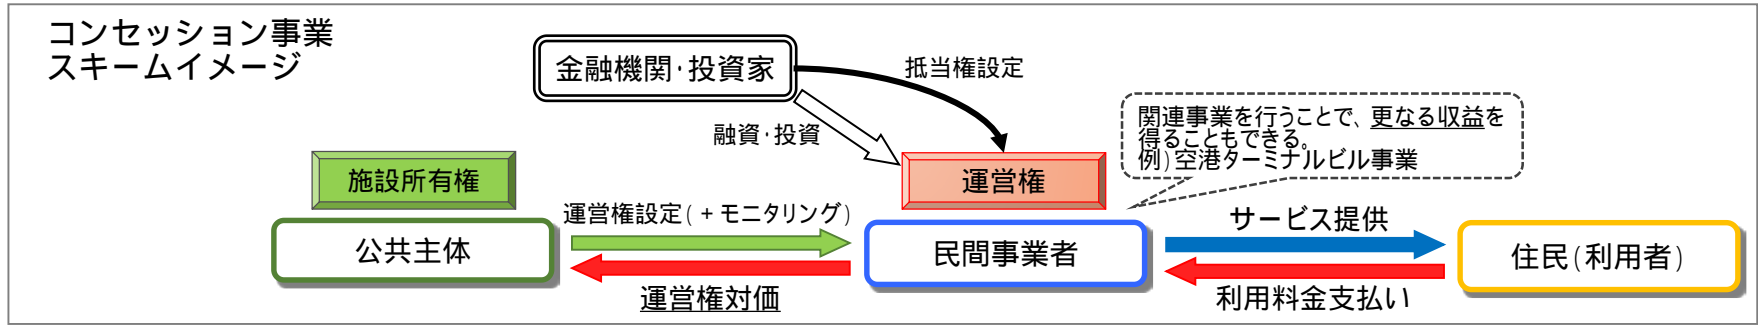 コンセッション事業
スキームイメージ
金融機関・投資家
抵当権設定
融資・投資
関連事業を行うことで、更なる収益を
得ることもできる。
例)空港ターミナルビル事業
施設所有権
運営権
運営権設定(+モニタリング)
サービス提供
公共主体
民間事業者
住民(利用者)
運営権対価
利用料金支払い